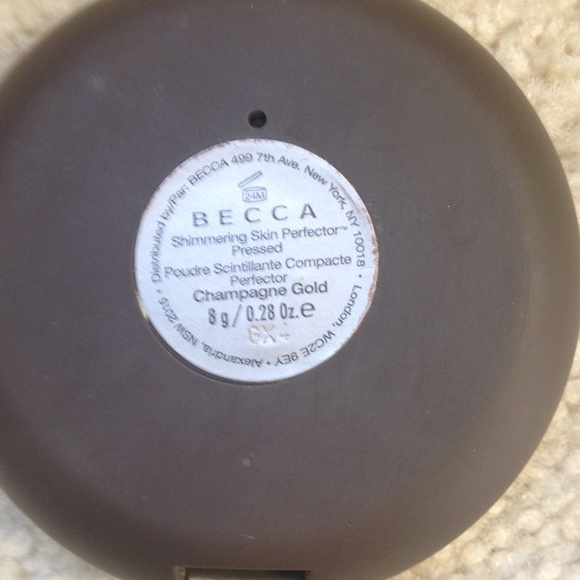 Distributed by/Par: BECCA 499 7th Ave. New York, NY 10018 • London, WC2E 9EY • Alexandria, NSW 2015 •
24M
BECCA
Shimmering Skin Perfector™
Pressed
Poudre Scintillante Compacte
Perfector
Champagne Gold
8 g / 0.28 Oz.e
6X4